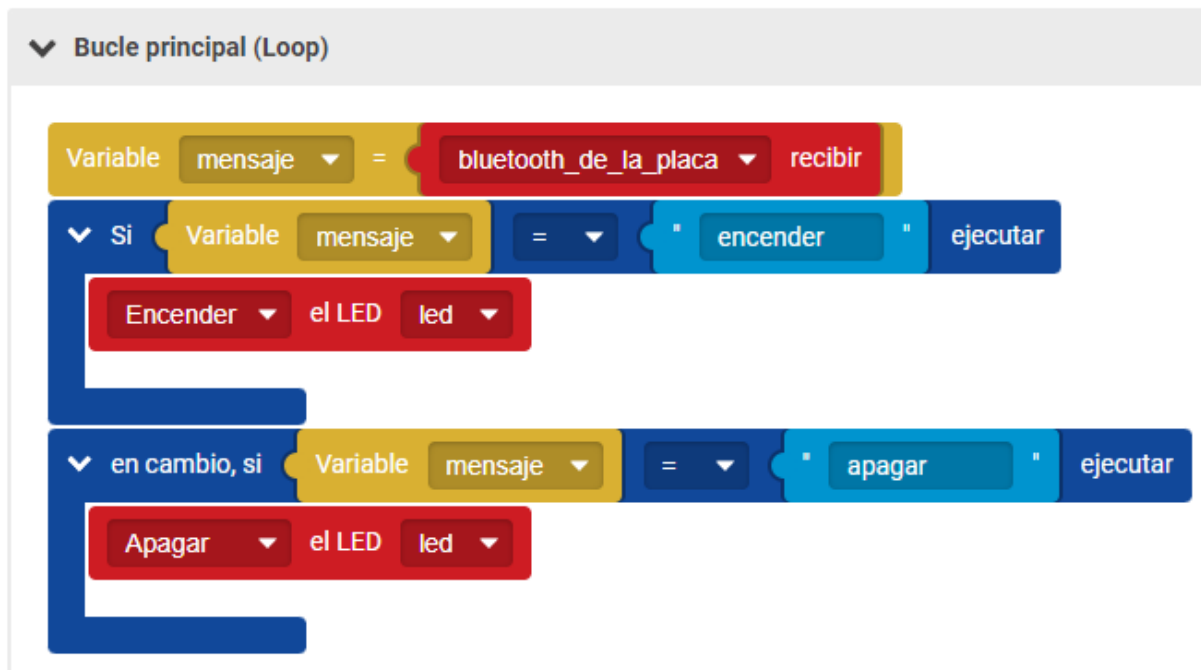 Bucle principal (Loop)
Variable mensaje = bluetooth_de_la_placa recibir
Si Variable mensaje = " encender " ejecutar
Encender el LED led
en cambio, si Variable mensaje = " apagar " ejecutar
Apagar el LED led